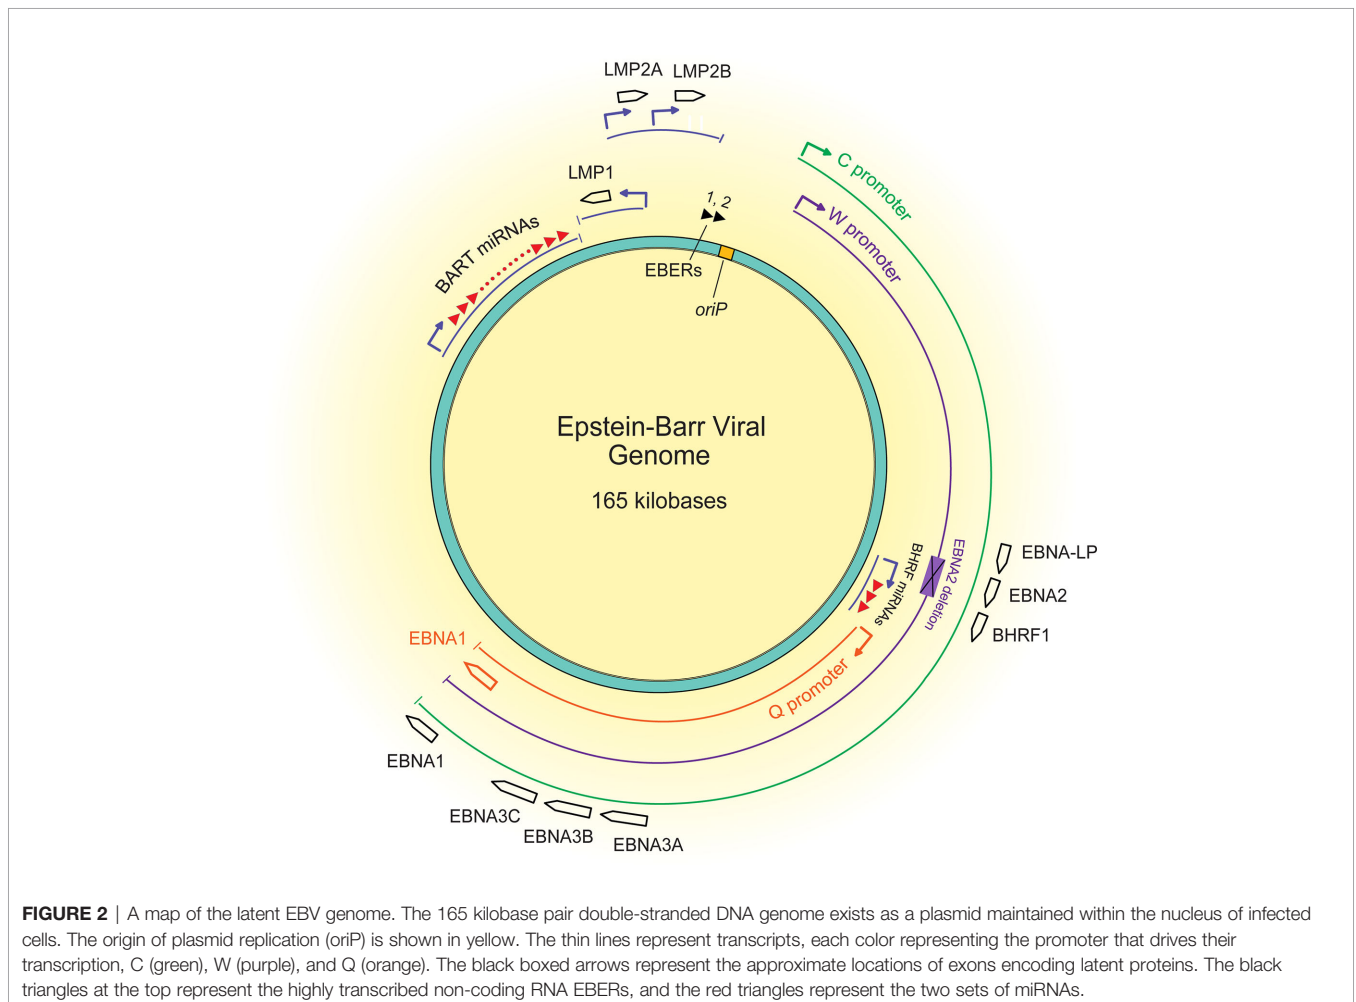 LMP2A
LMP2B
LMP1
1, 2
C promoter
W promoter
BART miRNAs
EBERs
oriP
Epstein-Barr Viral
Genome
165 kilobases
BHRF miRNAs
EBNA2 deletion
EBNA-LP
EBNA2
BHRF1
EBNA1
Q promoter
EBNA1
EBNA3C
EBNA3B
EBNA3A
FIGURE 2 | A map of the latent EBV genome. The 165 kilobase pair double-stranded DNA genome exists as a plasmid maintained within the nucleus of infected
cells. The origin of plasmid replication (oriP) is shown in yellow. The thin lines represent transcripts, each color representing the promoter that drives their
transcription, C (green), W (purple), and Q (orange). The black boxed arrows represent the approximate locations of exons encoding latent proteins. The black
triangles at the top represent the highly transcribed non-coding RNA EBERs, and the red triangles represent the two sets of miRNAs.